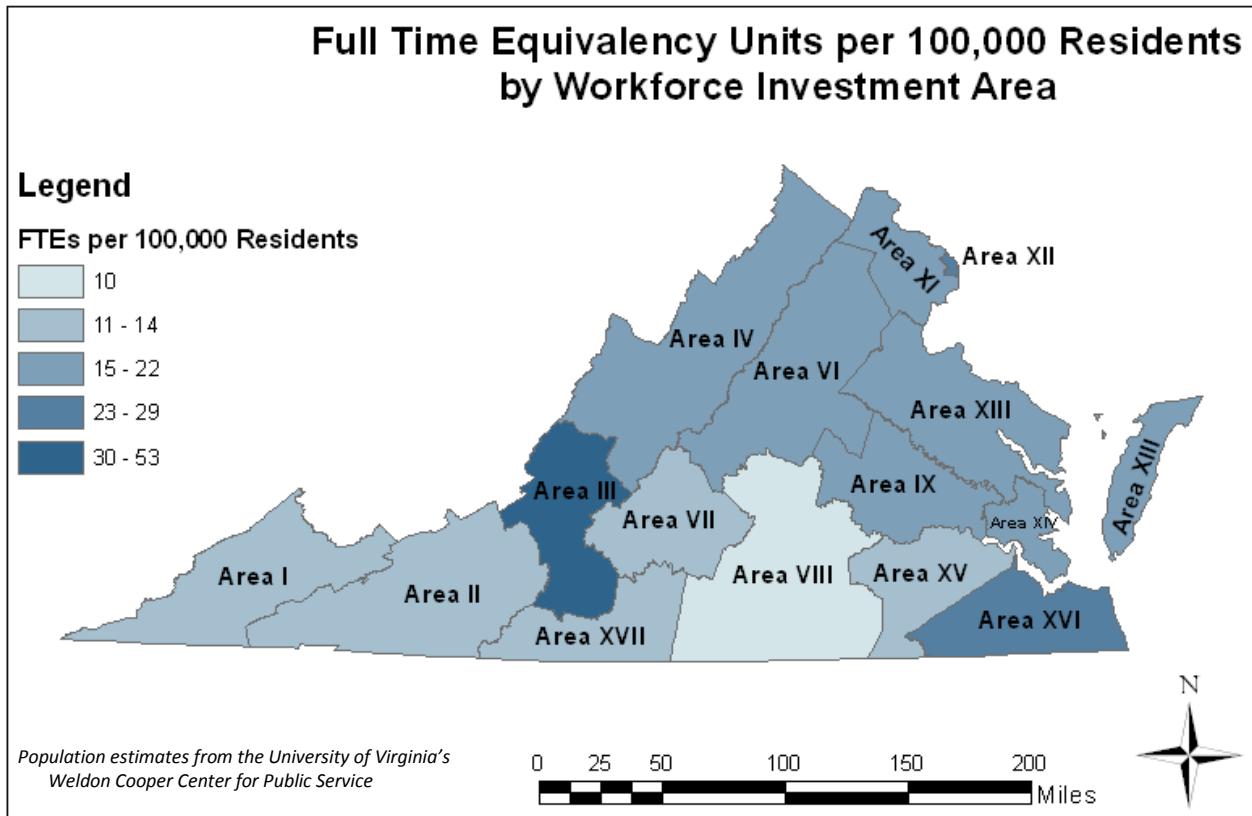 Full Time Equivalency Units per 100,000 Residents
by Workforce Investment Area
Legend
FTEs per 100,000 Residents
10
11 - 14
15 - 22
23 - 29
30 - 53
Area XII
Area XI
Area IV
Area VI
Area XIII
Area XIII
Area III
Area IX
Area VII
Area XIV
Area I
Area II
Area VIII
Area XV
Area XVII
Area XVI
N
Population estimates from the University of Virginia's
Weldon Cooper Center for Public Service
0 25 50 100 150 200
Miles